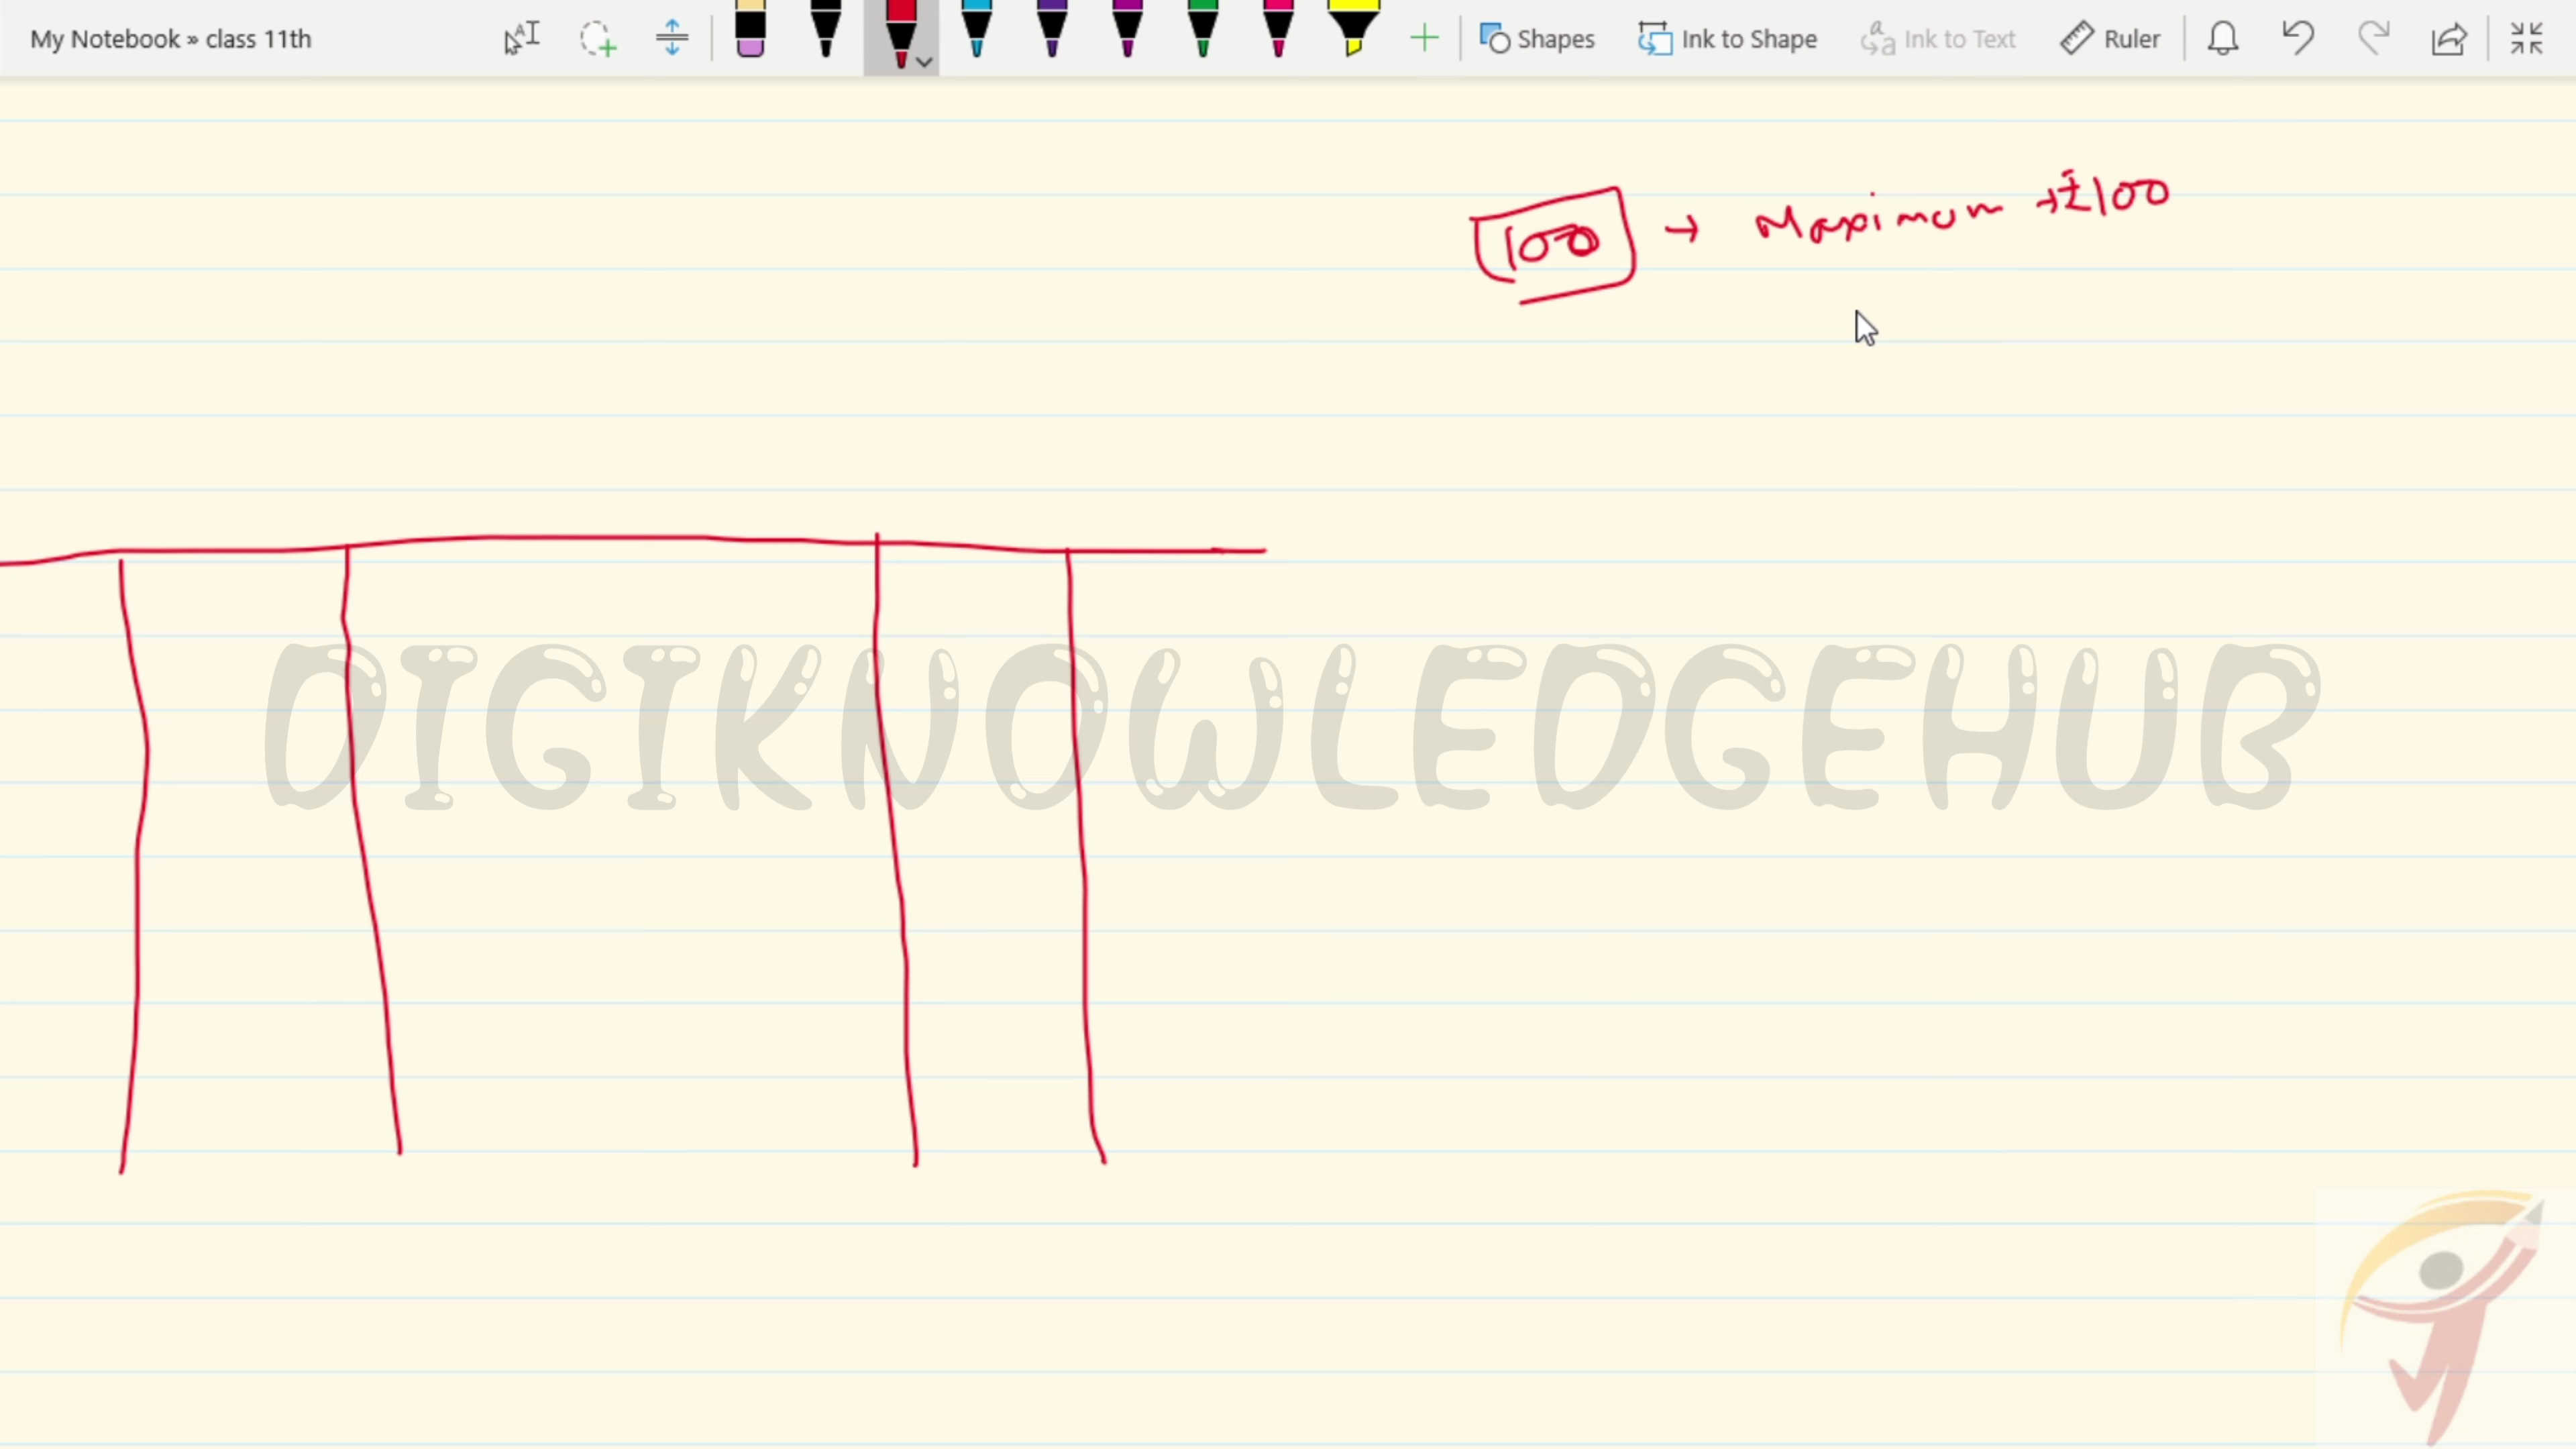 My Notebook » class 11th
Shapes
Ink to Shape
Ink to Text
Ruler
100 → Maximum → ₹100
DIGIKNOWLEDGEHUB